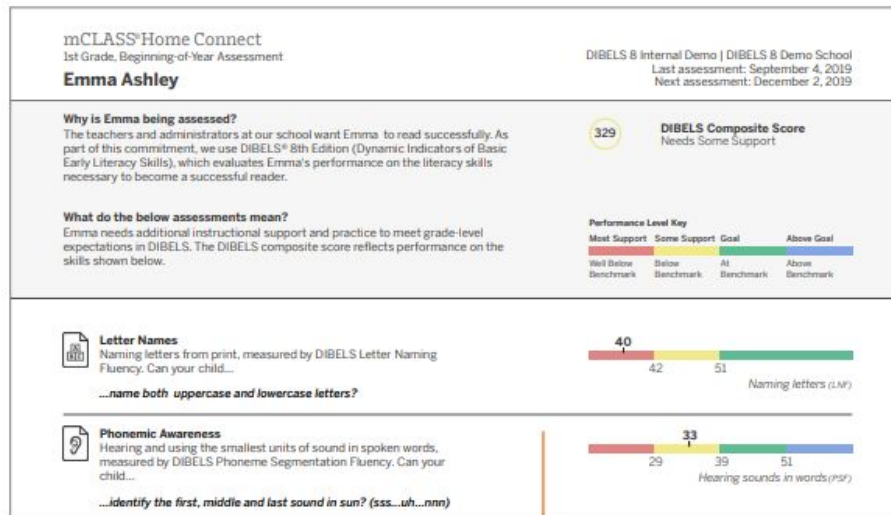 mCLASS®Home Connect
1st Grade, Beginning-of-Year Assessment
Emma Ashley
DIBELS 8 Internal Demo | DIBELS 8 Demo School
Last assessment: September 4, 2019
Next assessment: December 2, 2019
Why is Emma being assessed?
The teachers and administrators at our school want Emma to read successfully. As
part of this commitment, we use DIBELS® 8th Edition (Dynamic Indicators of Basic
Early Literacy Skills), which evaluates Emma's performance on the literacy skills
necessary to become a successful reader.
329
DIBELS Composite Score
Needs Some Support
What do the below assessments mean?
Emma needs additional instructional support and practice to meet grade-level
expectations in DIBELS. The DIBELS composite score reflects performance on the
skills shown below.
Performance Level Key
Most Support Some Support Goal Above Goal
Well Below Below At Above
Benchmark Benchmark Benchmark Benchmark
A
B C
Letter Names
Naming letters from print, measured by DIBELS Letter Naming
Fluency. Can your child...
...name both uppercase and lowercase letters?
40
42 51
Naming letters (LNF)
Phonemic Awareness
Hearing and using the smallest units of sound in spoken words,
measured by DIBELS Phoneme Segmentation Fluency. Can your
child...
...identify the first, middle and last sound in sun? (sss...uh...nnn)
33
29 39 51
Hearing sounds in words (PSF)